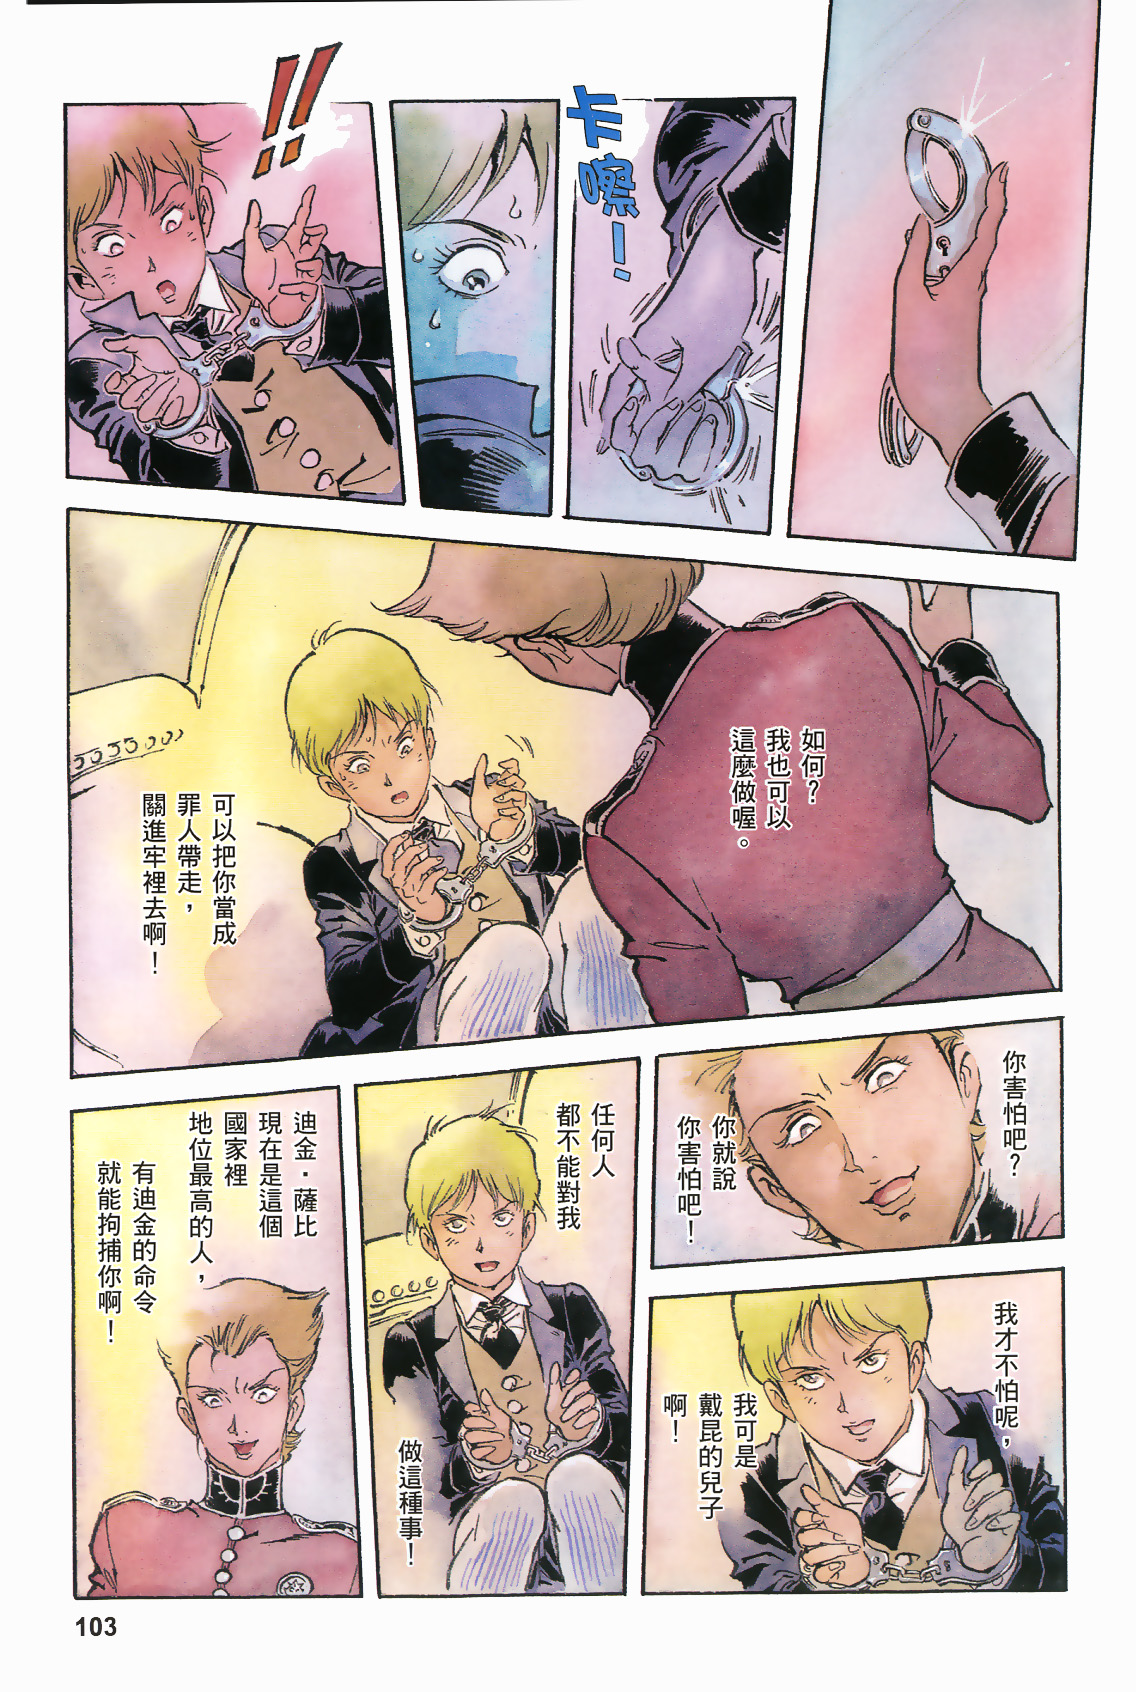 卡嚓！
!!
如何？
我也可以
這麼做喔。
可以把你當成
罪人帶走，
關進牢裡去啊！
你害怕吧？
你就說
你害怕吧！
我才不怕呢，
我可是
戴昆的兒子
啊！
任何人
都不能對我
做這種事！
迪金．薩比
現在是這個
國家裡
地位最高的人，
有迪金的命令
就能拘捕你啊！
103